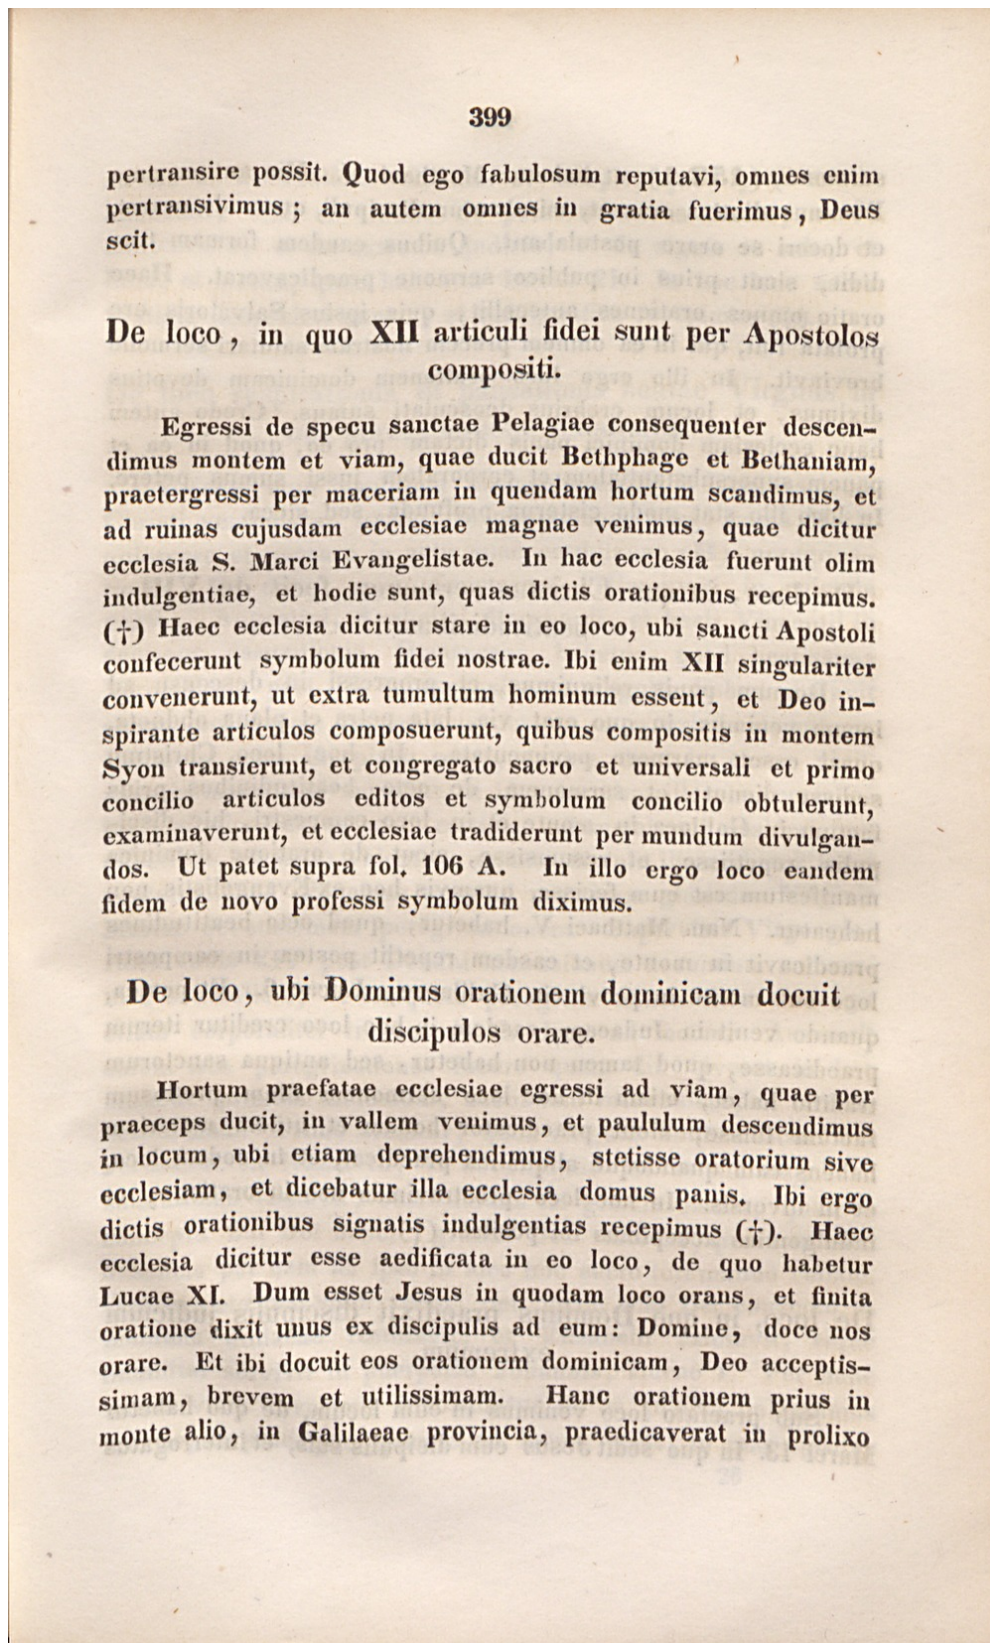 399
pertransire possit. Quod ego fabulosum reputavi, omnes enim
pertransivimus ; an autem omnes in gratia fuerimus, Deus
scit.
De loco, in quo XII articuli fidei sunt per Apostolos
compositi.
Egressi de specu sanctae Pelagiae consequenter descen-
dimus montem et viam, quae ducit Bethphage et Bethaniam,
praetergressi per maceriam in quendam hortum scandimus, et
ad ruinas cujusdam ecclesiae magnae venimus, quae dicitur
ecclesia S. Marci Evangelistae. In hac ecclesia fuerunt olim
indulgentiae, et hodie sunt, quas dictis orationibus recepimus.
(†) Haec ecclesia dicitur stare in eo loco, ubi sancti Apostoli
confecerunt symbolum fidei nostrae. Ibi enim XII singulariter
convenerunt, ut extra tumultum hominum essent, et Deo in-
spirante articulos composuerunt, quibus compositis in montem
Syon transierunt, et congregato sacro et universali et primo
concilio articulos editos et symbolum concilio obtulerunt,
examinaverunt, et ecclesiae tradiderunt per mundum divulgan-
dos. Ut patet supra fol. 106 A. In illo ergo loco eandem
fidem de novo professi symbolum diximus.
De loco, ubi Dominus orationem dominicam docuit
discipulos orare.
Hortum praefatae ecclesiae egressi ad viam, quae per
praeceps ducit, in vallem venimus, et paululum descendimus
in locum, ubi etiam deprehendimus, stetisse oratorium sive
ecclesiam, et dicebatur illa ecclesia domus panis. Ibi ergo
dictis orationibus signatis indulgentias recepimus (†). Haec
ecclesia dicitur esse aedificata in eo loco, de quo habetur
Lucae XI. Dum esset Jesus in quodam loco orans, et finita
oratione dixit unus ex discipulis ad eum: Domine, doce nos
orare. Et ibi docuit eos orationem dominicam, Deo acceptis-
simam, brevem et utilissimam. Hanc orationem prius in
monte alio, in Galilaeae provincia, praedicaverat in prolixo